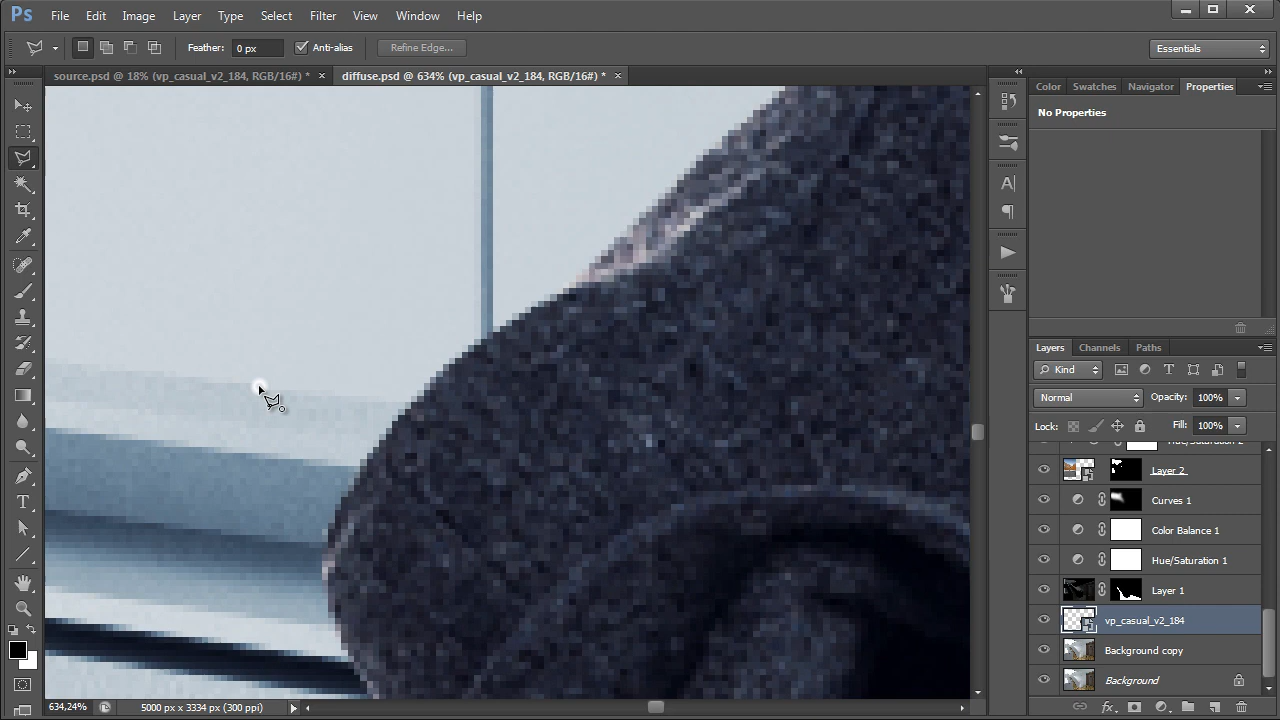 Ps File Edit Image Layer Type Select Filter View Window Help
Feather: 0 px Anti-alias Refine Edge... Essentials
source.psd @ 18% (vp_casual_v2_184, RGB/16#) * × diffuse.psd @ 634% (vp_casual_v2_184, RGB/16#) * ×
Color Swatches Navigator Properties
No Properties
Layers Channels Paths
Kind
Normal Opacity: 100%
Lock: Fill: 100%
Hue/Saturation 2
Layer 2
Curves 1
Color Balance 1
Hue/Saturation 1
Layer 1
vp_casual_v2_184
Background copy
Background
634,24% 5000 px x 3334 px (300 ppi)